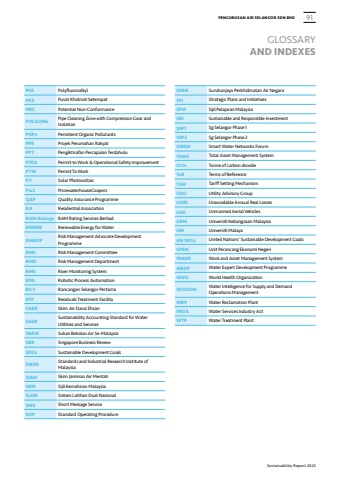 PENGURUSAN AIR SELANGOR SDN BHD 91
GLOSSARY
AND INDEXES
PFA Polyfluoroalkyl
PKS Pusat Khidmat Setempat
PNC Potential Non-Conformance
Pipe Cleaning Zone with Compression Gear and
Isolation
POPs Persistent Organic Pollutants
PPR Projek Perumahan Rakyat
PPT Pengiktirafan Pencapaian Terdahulu
PTOS Permit to Work & Operational Safety Improvement
PTW Permit To Work
PV Solar Photovoltaic
PwC PricewaterhouseCoopers
QAP Quality Assurance Programme
RA Residential Association
RAM Ratings RAM Rating Services Berhad
RENEW Renewable Energy for Water
RMADP Risk Management Advocate Development
Programme
RMC Risk Management Committee
RMD Risk Management Department
RMS River Monitoring System
RPA Robotic Process Automation
RS-1 Rancangan Selangor Pertama
RTF Residuals Treatment Facility
SADE Skim Air Darul Ehsan
SASB Sustainability Accounting Standard for Water
Utilities and Services
SBAM Sukan Bekalan Air Se-Malaysia
SBR Singapore Business Review
SDGs Sustainable Development Goals
SIRIM Standards and Industrial Research Institute of
Malaysia
SJAM Skim Jaminan Air Mentah
SKM Sijil Kemahiran Malaysia
SLDN Sistem Latihan Dual Nasional
SMS Short Message Service
SOP Standard Operating Procedure
SPAN Suruhanjaya Perkhidmatan Air Negara
SPI Strategic Plans and Initiatives
SPM Sijil Pelajaran Malaysia
SRI Sustainable and Responsible Investment
SSP1 Sg Selangor Phase 1
SSP2 Sg Selangor Phase 2
SWAN Smart Water Networks Forum
TAMS Total Asset Management System
tCO₂ Tonne of carbon dioxide
ToR Terms of Reference
TSM Tariff Setting Mechanism
UAG Utility Advisory Group
UARL Unavoidable Annual Real Losses
UAV Unmanned Aerial Vehicles
UKM Universiti Kebangsaan Malaysia
UM Universiti Malaya
UN SDGs United Nations' Sustainable Development Goals
UPEN Unit Perancang Ekonomi Negeri
WAMS Work and Asset Management System
WEDP Water Expert Development Programme
WHO World Health Organization
Water Intelligence for Supply and Demand
Operations Management
WRP Water Reclamation Plant
WSIA Water Services Industry Act
WTP Water Treatment Plant
Sustainability Report 2023